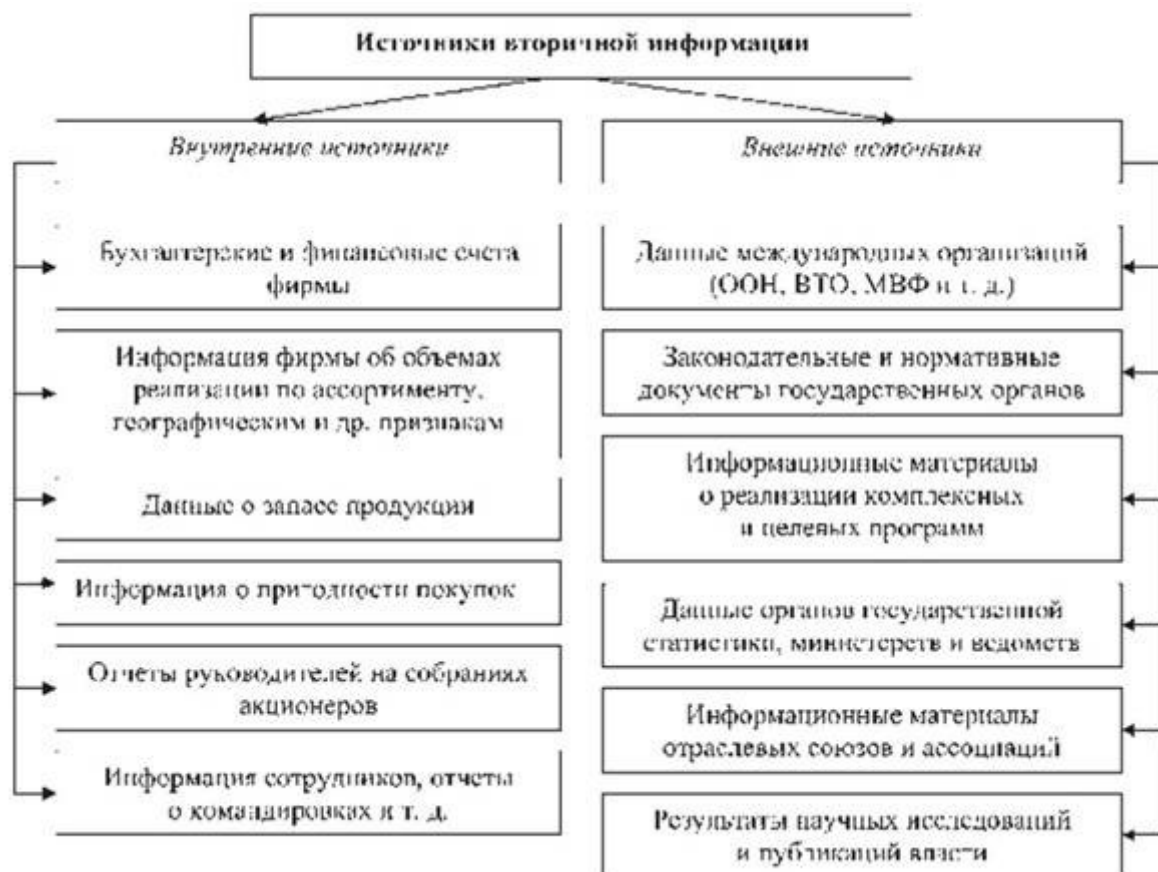 Источники вторичной информации
Внутренние источники
Бухгалтерские и финансовые счета
фирмы
Информация фирмы об объемах
реализации по ассортименту,
географическим и др. признакам
Данные о запасе продукции
Информация о пригодности покупок
Отчеты руководителей на собраниях
акционеров
Информация сотрудников, отчеты
о командировках и т. д.
Внешние источники
Данные международных организаций
(ООН, ВТО, МВФ и т. д.)
Законодательные и нормативные
документы государственных органов
Информационные материалы
о реализации комплексных
и целевых программ
Данные органов государственной
статистики, министерств и ведомств
Информационные материалы
отраслевых союзов и ассоциаций
Результаты научных исследований
и публикаций власти